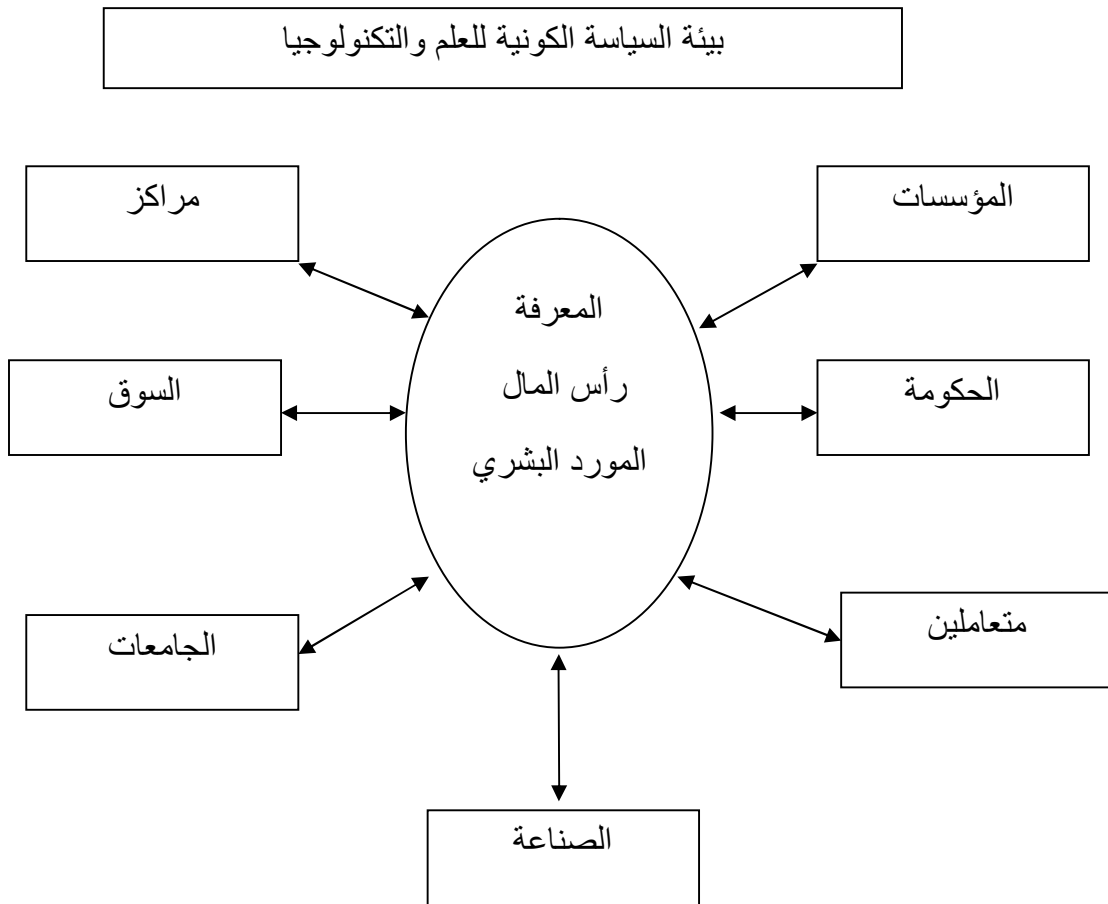 بيئة السياسة الكونية للعلم والتكنولوجيا
المؤسسات
مراكز
المعرفة
رأس المال
المورد البشري
الحكومة
السوق
متعاملين
الجامعات
الصناعة